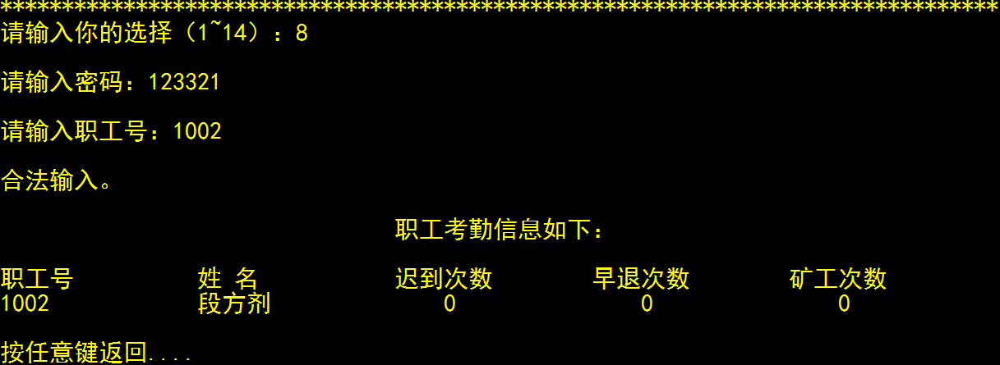 *********************************************************************************
请输入你的选择（1~14）：8
请输入密码：123321
请输入职工号：1002
合法输入。
职工考勤信息如下：
职工号 姓 名 迟到次数 早退次数 矿工次数
1002 段方剂 0 0 0
按任意键返回....